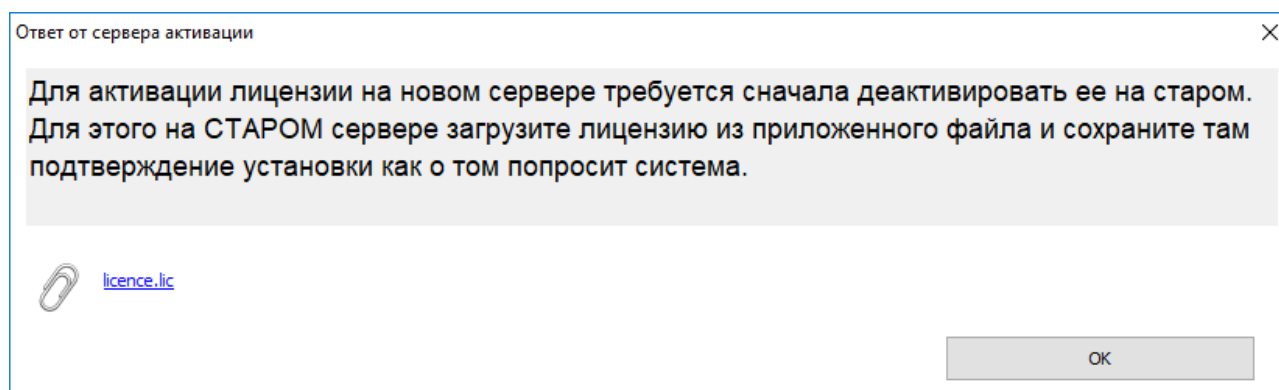 Ответ от сервера активации
Для активации лицензии на новом сервере требуется сначала деактивировать ее на старом.
Для этого на СТАРОМ сервере загрузите лицензию из приложенного файла и сохраните там
подтверждение установки как о том попросит система.
licence.lic
OK